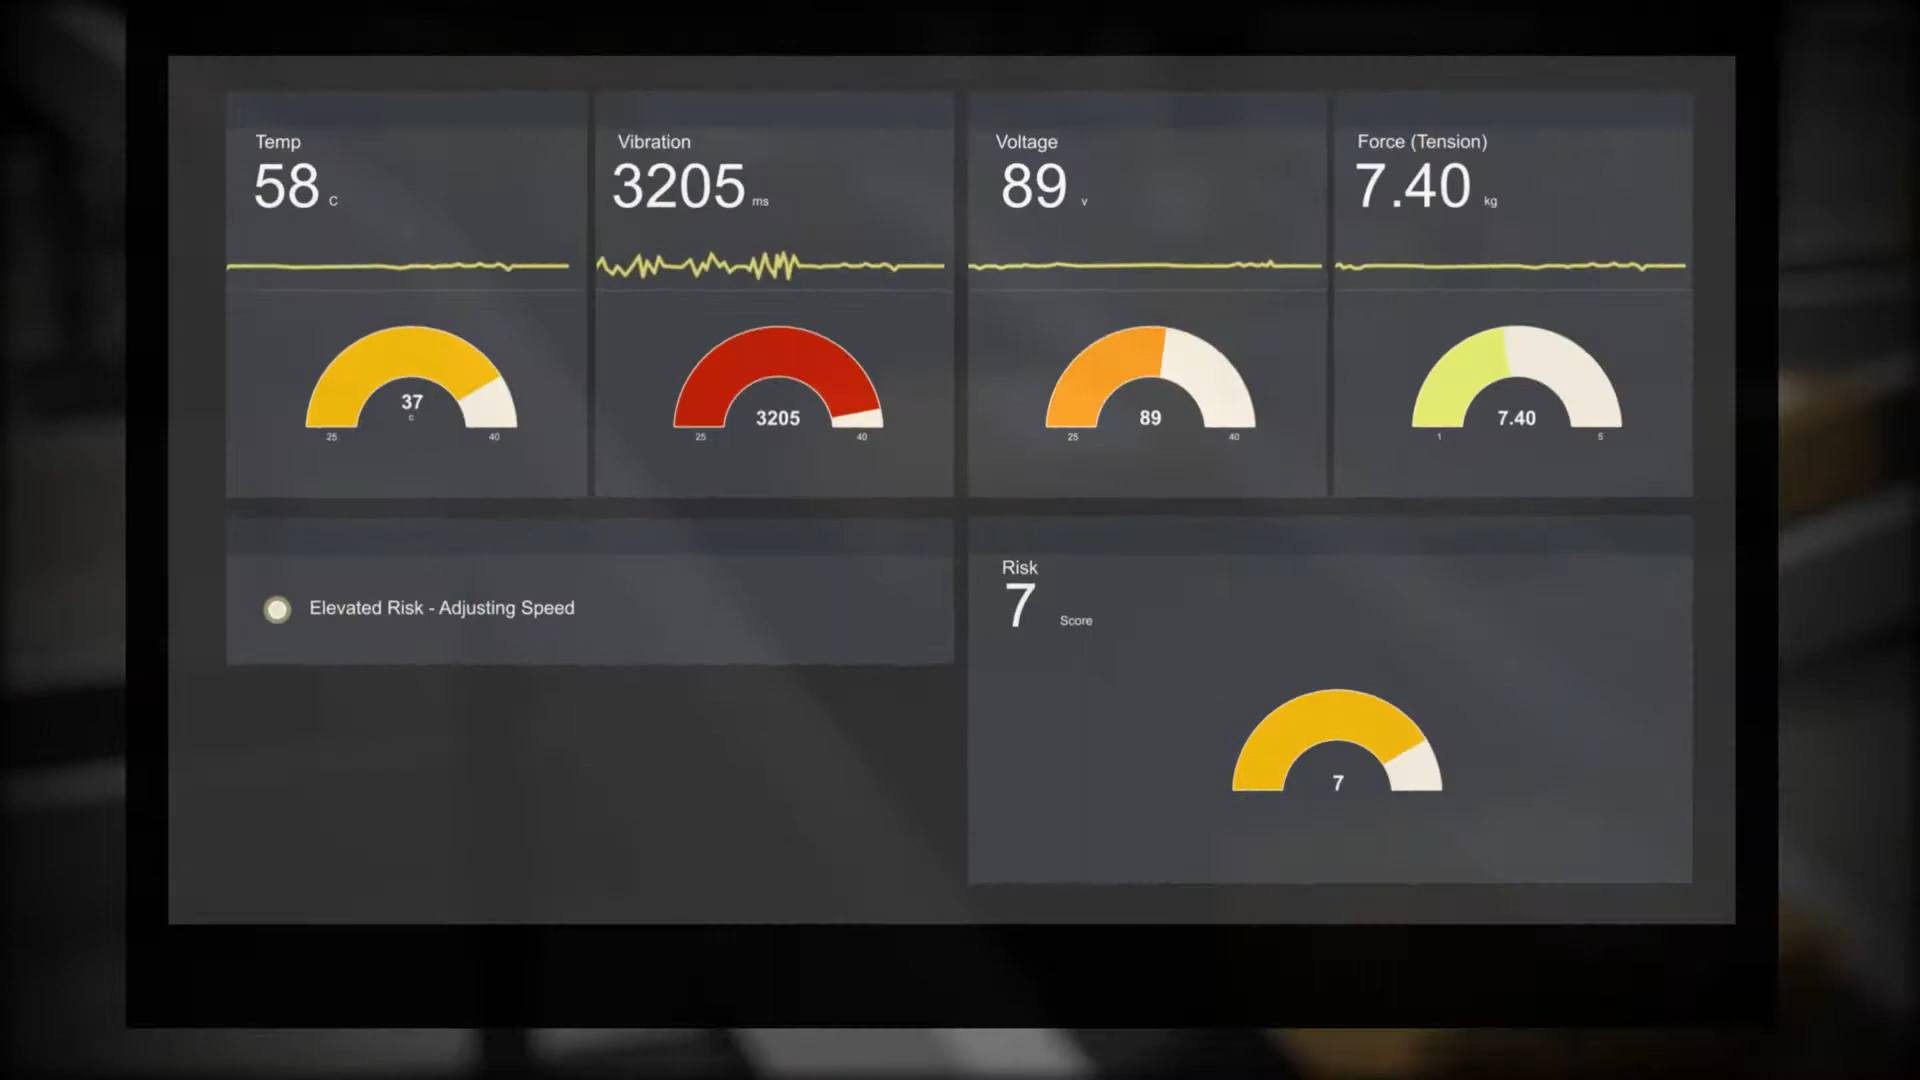 Temp
58 C
37
c
25 40
Vibration
3205 ms
3205
25 40
Voltage
89 v
89
25 40
Force (Tension)
7.40 kg
7.40
1 5
Elevated Risk - Adjusting Speed
Risk
7 Score
7